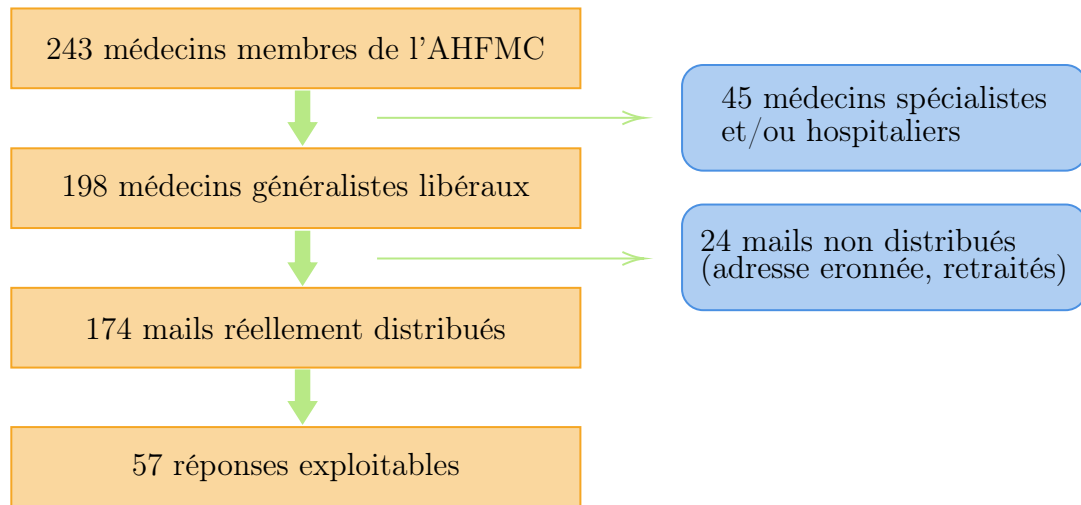 243 médecins membres de l'AHFMC
45 médecins spécialistes
et/ou hospitaliers
198 médecins généralistes libéraux
24 mails non distribués
(adresse eronnée, retraités)
174 mails réellement distribués
57 réponses exploitables